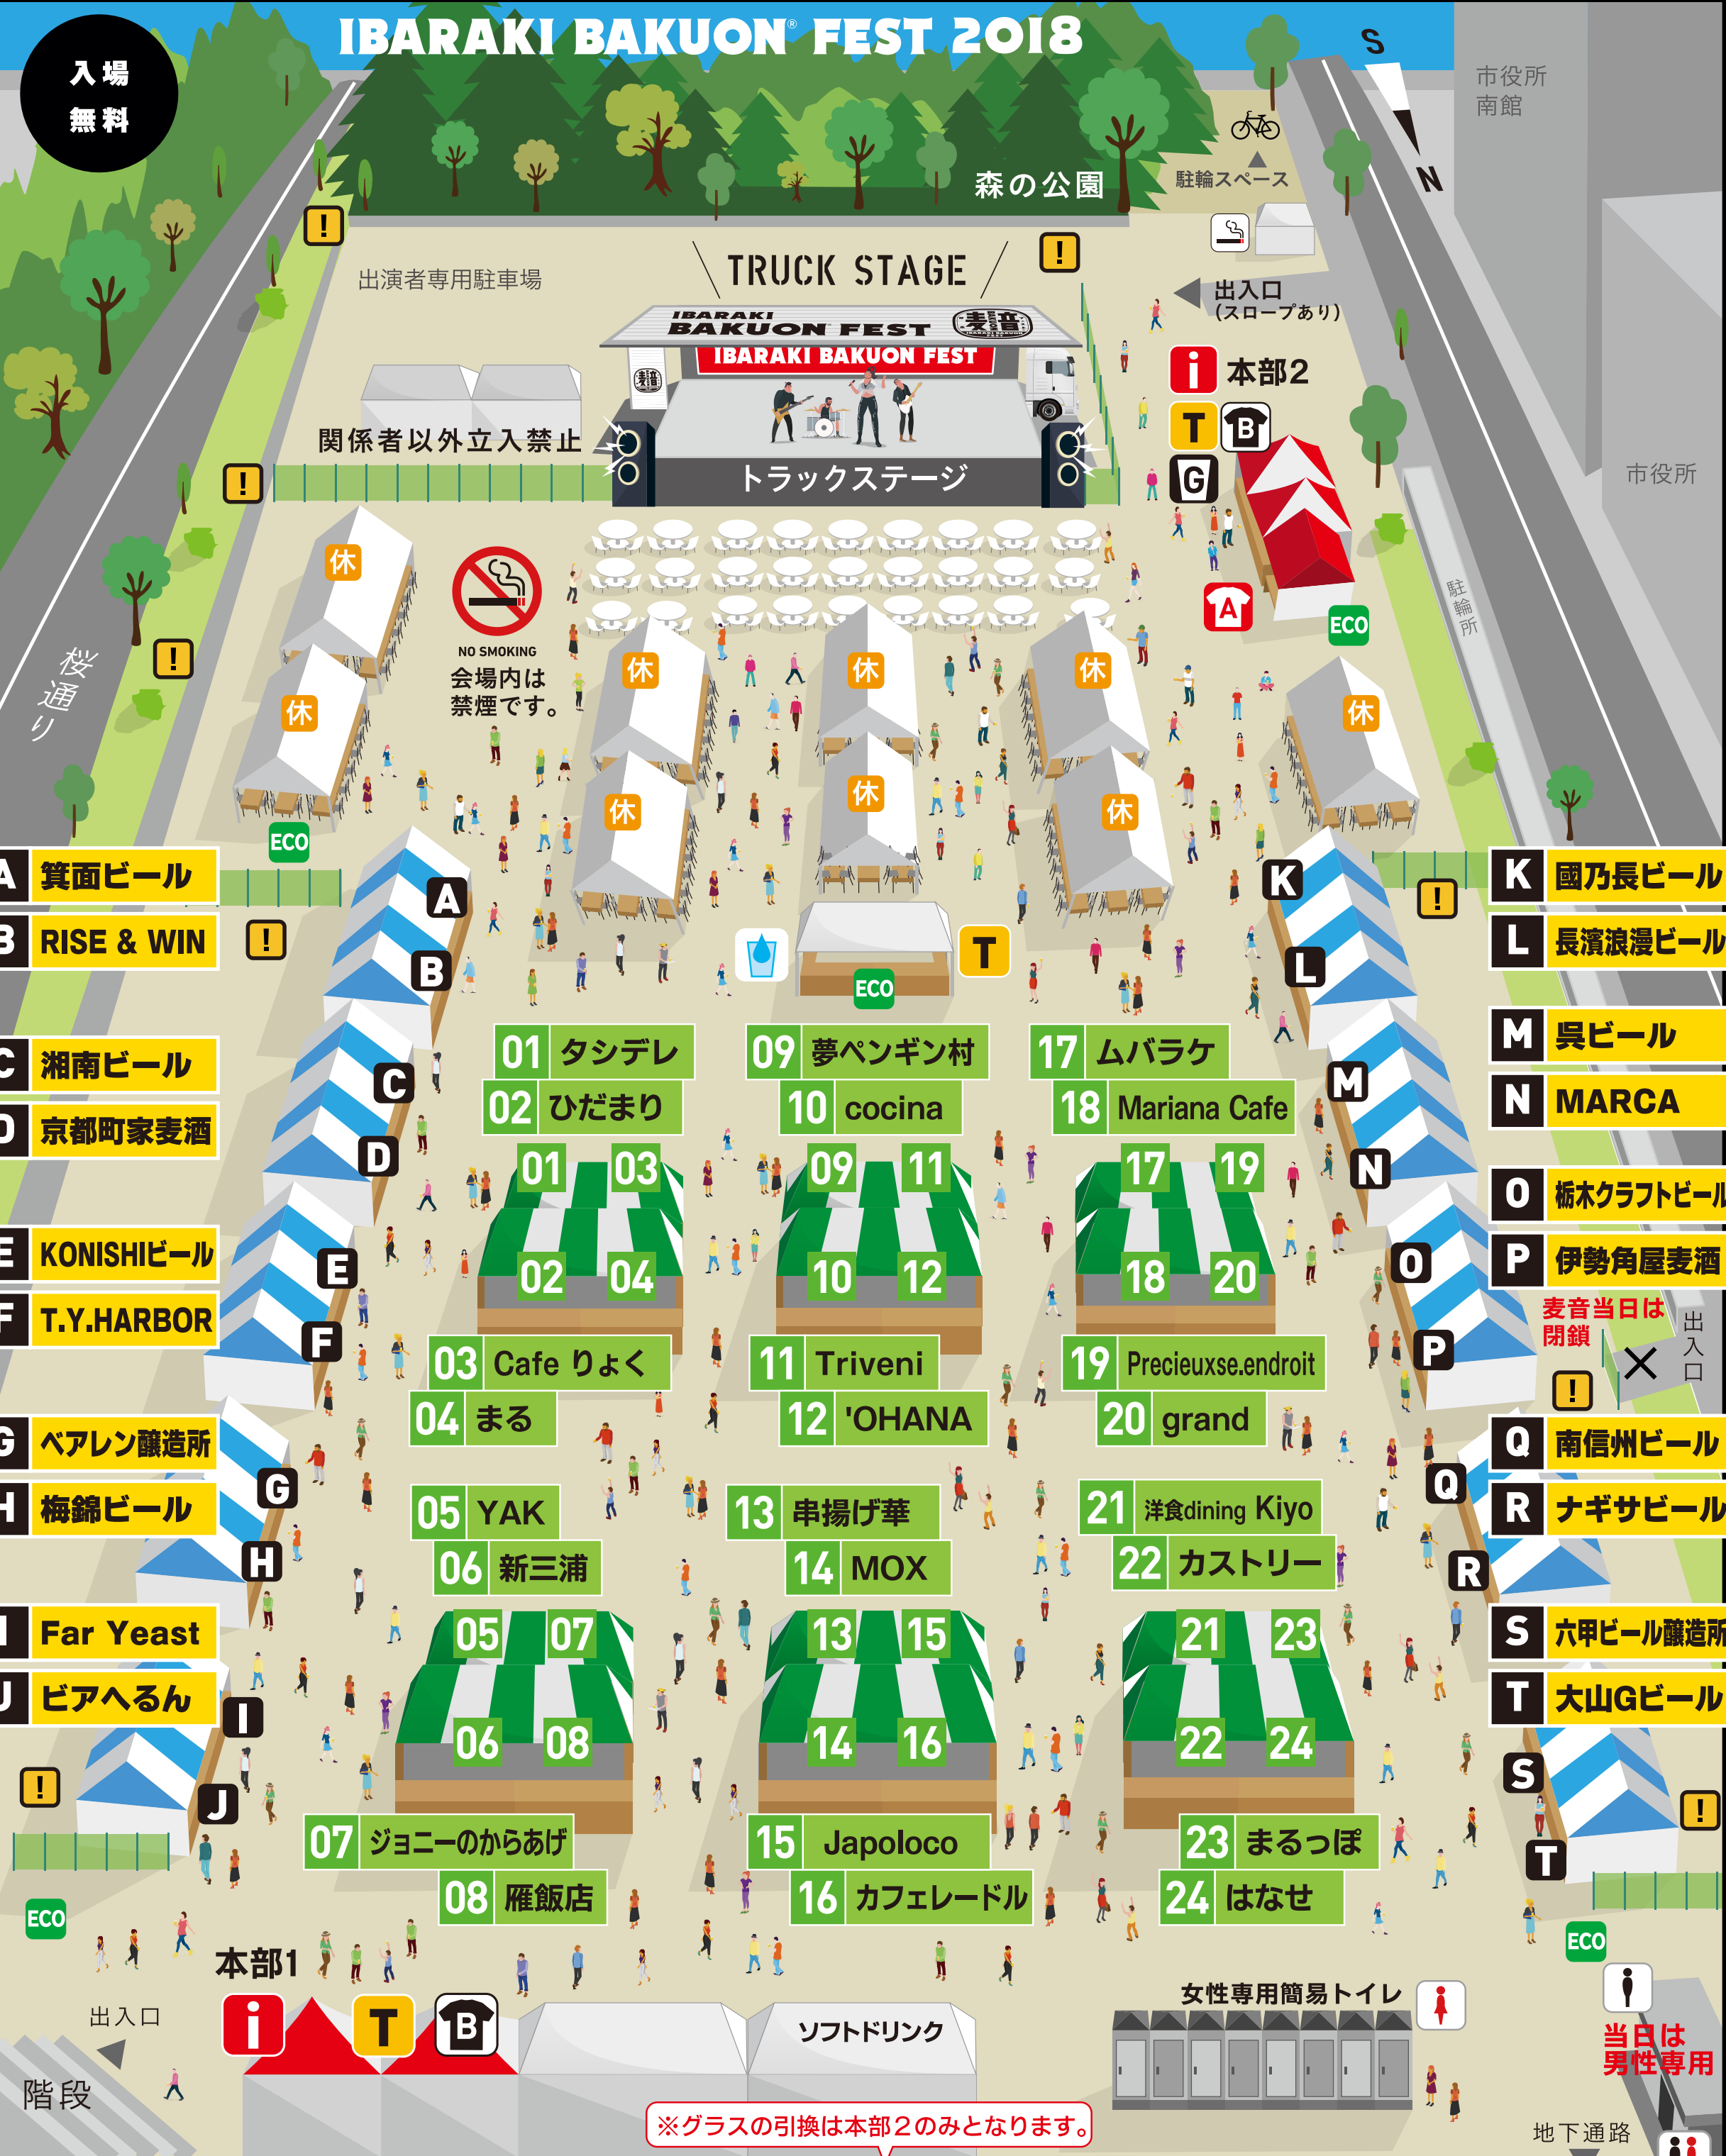 IBARAKI BAKUON® FEST 2018
入場
無料
S
N
市役所
南館
駐輪スペース
森の公園
出演者専用駐車場
TRUCK STAGE
出入口
(スロープあり)
IBARAKI
BAKUON FEST
麦音
IBARAKI BAKUON FEST
麦音
i 本部2
T B
G
関係者以外立入禁止
トラックステージ
市役所
休
NO SMOKING
会場内は
禁煙です。
A
ECO
駐輪所
桜通り
休
休
休
休
休
休
休
休
ECO
A 箕面ビール
B RISE & WIN
C 湘南ビール
D 京都町家麦酒
E KONISHIビール
F T.Y.HARBOR
G ベアレン醸造所
H 梅錦ビール
I Far Yeast
J ビアへるん
K 國乃長ビール
L 長濱浪漫ビール
M 呉ビール
N MARCA
O 栃木クラフトビール
P 伊勢角屋麦酒
麦音当日は
閉鎖
出入口
Q 南信州ビール
R ナギサビール
S 六甲ビール醸造所
T 大山Gビール
A
B
C
D
E
F
G
H
I
J
K
L
M
N
O
P
Q
R
S
T
T
ECO
01 タシデレ
02 ひだまり
09 夢ペンギン村
10 cocina
17 ムバラケ
18 Mariana Cafe
01 03
02 04
09 11
10 12
17 19
18 20
03 Cafe りょく
04 まる
11 Triveni
12 'OHANA
19 Precieuxse.endroit
20 grand
05 YAK
06 新三浦
13 串揚げ華
14 MOX
21 洋食dining Kiyo
22 カストリー
05 07
06 08
13 15
14 16
21 23
22 24
07 ジョニーのからあげ
08 雁飯店
15 Japoloco
16 カフェレードル
23 まるっぽ
24 はなせ
ECO
ECO
本部1
i T B
出入口
階段
ソフトドリンク
女性専用簡易トイレ
当日は
男性専用
地下通路
※グラスの引換は本部２のみとなります。